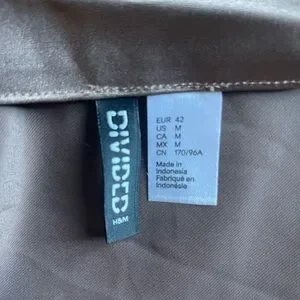 DIVIDED
H&M
EUR 42
US M
CA M
MX M
CN 170/96A
Made in
Indonesia
Fabriqué en
Indonésie